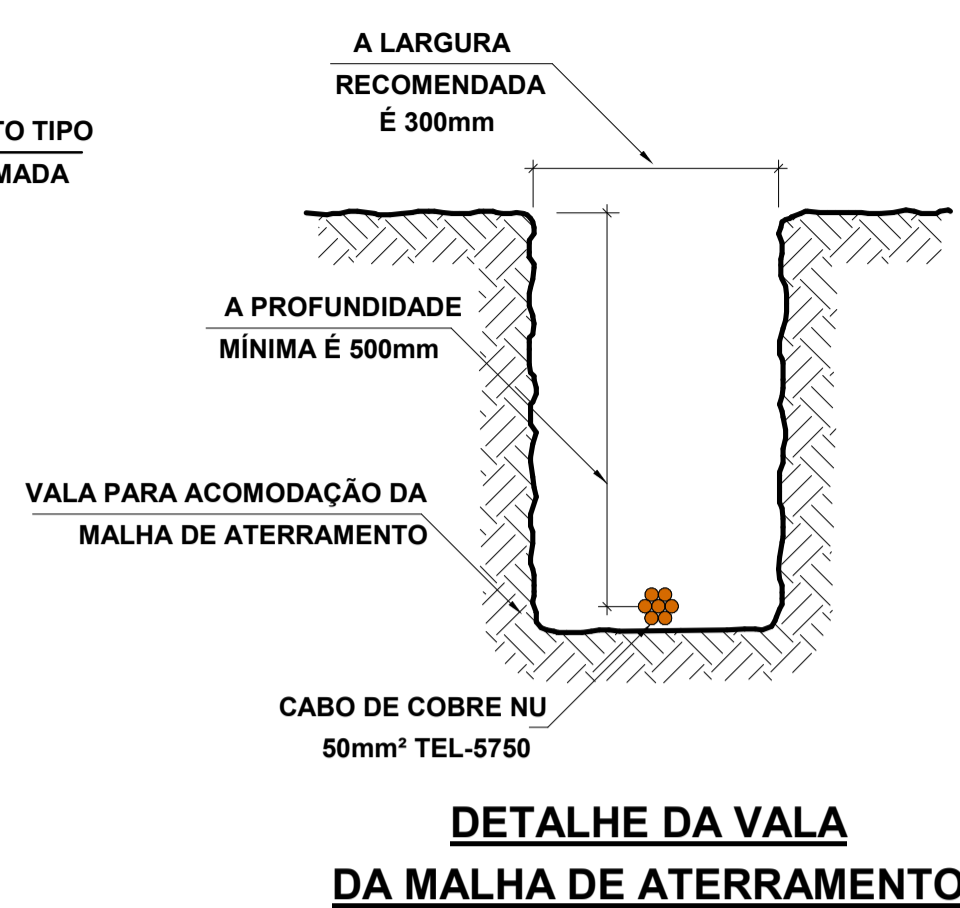 A LARGURA
RECOMENDADA
É 300mm
TO TIPO
MADA
A PROFUNDIDADE
MÍNIMA É 500mm
VALA PARA ACOMODAÇÃO DA
MALHA DE ATERRAMENTO
CABO DE COBRE NU
50mm² TEL-5750
DETALHE DA VALA
DA MALHA DE ATERRAMENTO